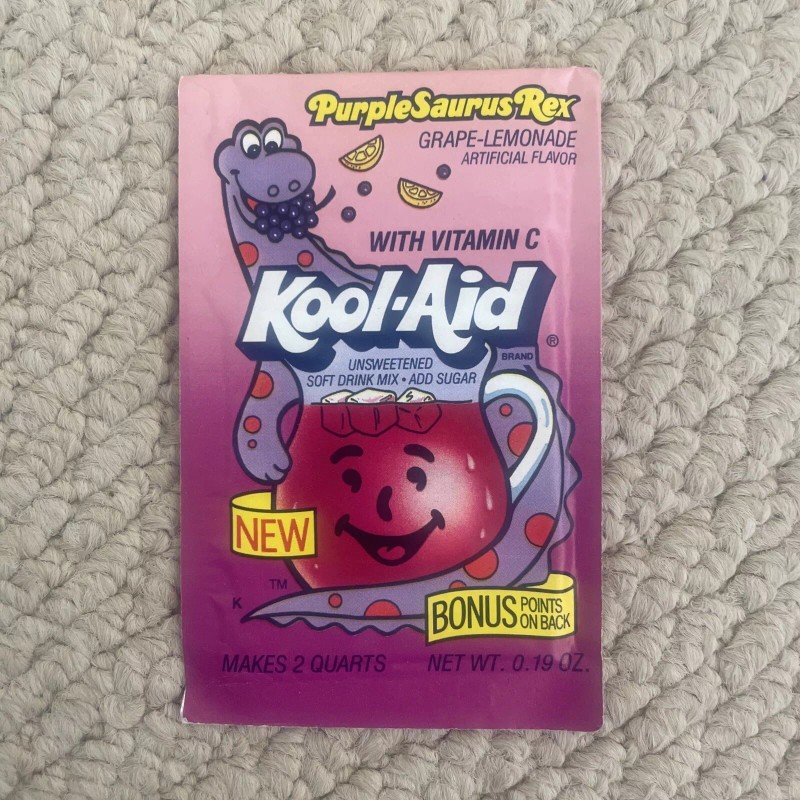 PurpleSaurus Rex
GRAPE-LEMONADE
ARTIFICIAL FLAVOR
WITH VITAMIN C
Kool-Aid
®
BRAND
UNSWEETENED
SOFT DRINK MIX • ADD SUGAR
NEW
TM
K
BONUS POINTS
ON BACK
MAKES 2 QUARTS NET WT. 0.19 OZ.